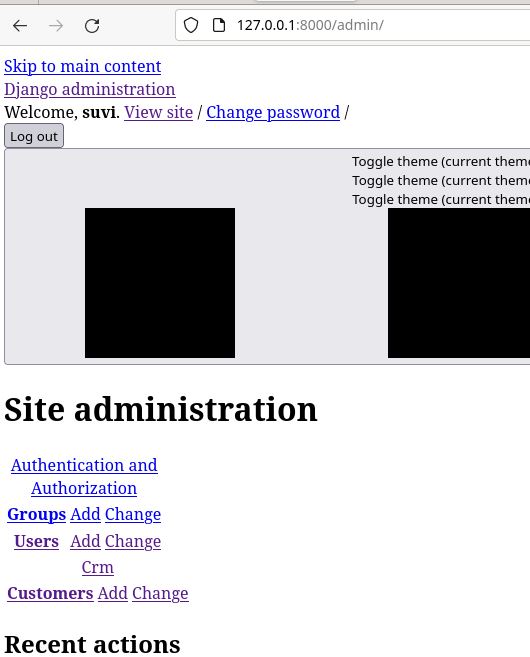 127.0.0.1:8000/admin/
Skip to main content
Django administration
Welcome, suvi. View site / Change password /
Log out
Toggle theme (current theme
Toggle theme (current theme
Toggle theme (current theme
Site administration
Authentication and
Authorization
Groups Add Change
Users Add Change
Crm
Customers Add Change
Recent actions